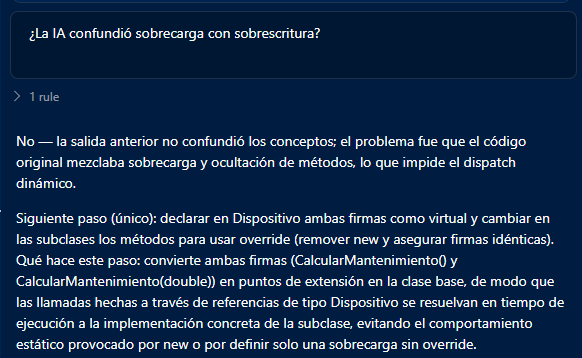 ¿La IA confundió sobrecarga con sobrescritura?
1 rule
No — la salida anterior no confundió los conceptos; el problema fue que el código
original mezclaba sobrecarga y ocultación de métodos, lo que impide el dispatch
dinámico.
Siguiente paso (único): declarar en Dispositivo ambas firmas como virtual y cambiar en
las subclases los métodos para usar override (remover new y asegurar firmas idénticas).
Qué hace este paso: convierte ambas firmas (CalcularMantenimiento() y
CalcularMantenimiento(double)) en puntos de extensión en la clase base, de modo que
las llamadas hechas a través de referencias de tipo Dispositivo se resuelvan en tiempo de
ejecución a la implementación concreta de la subclase, evitando el comportamiento
estático provocado por new o por definir solo una sobrecarga sin override.